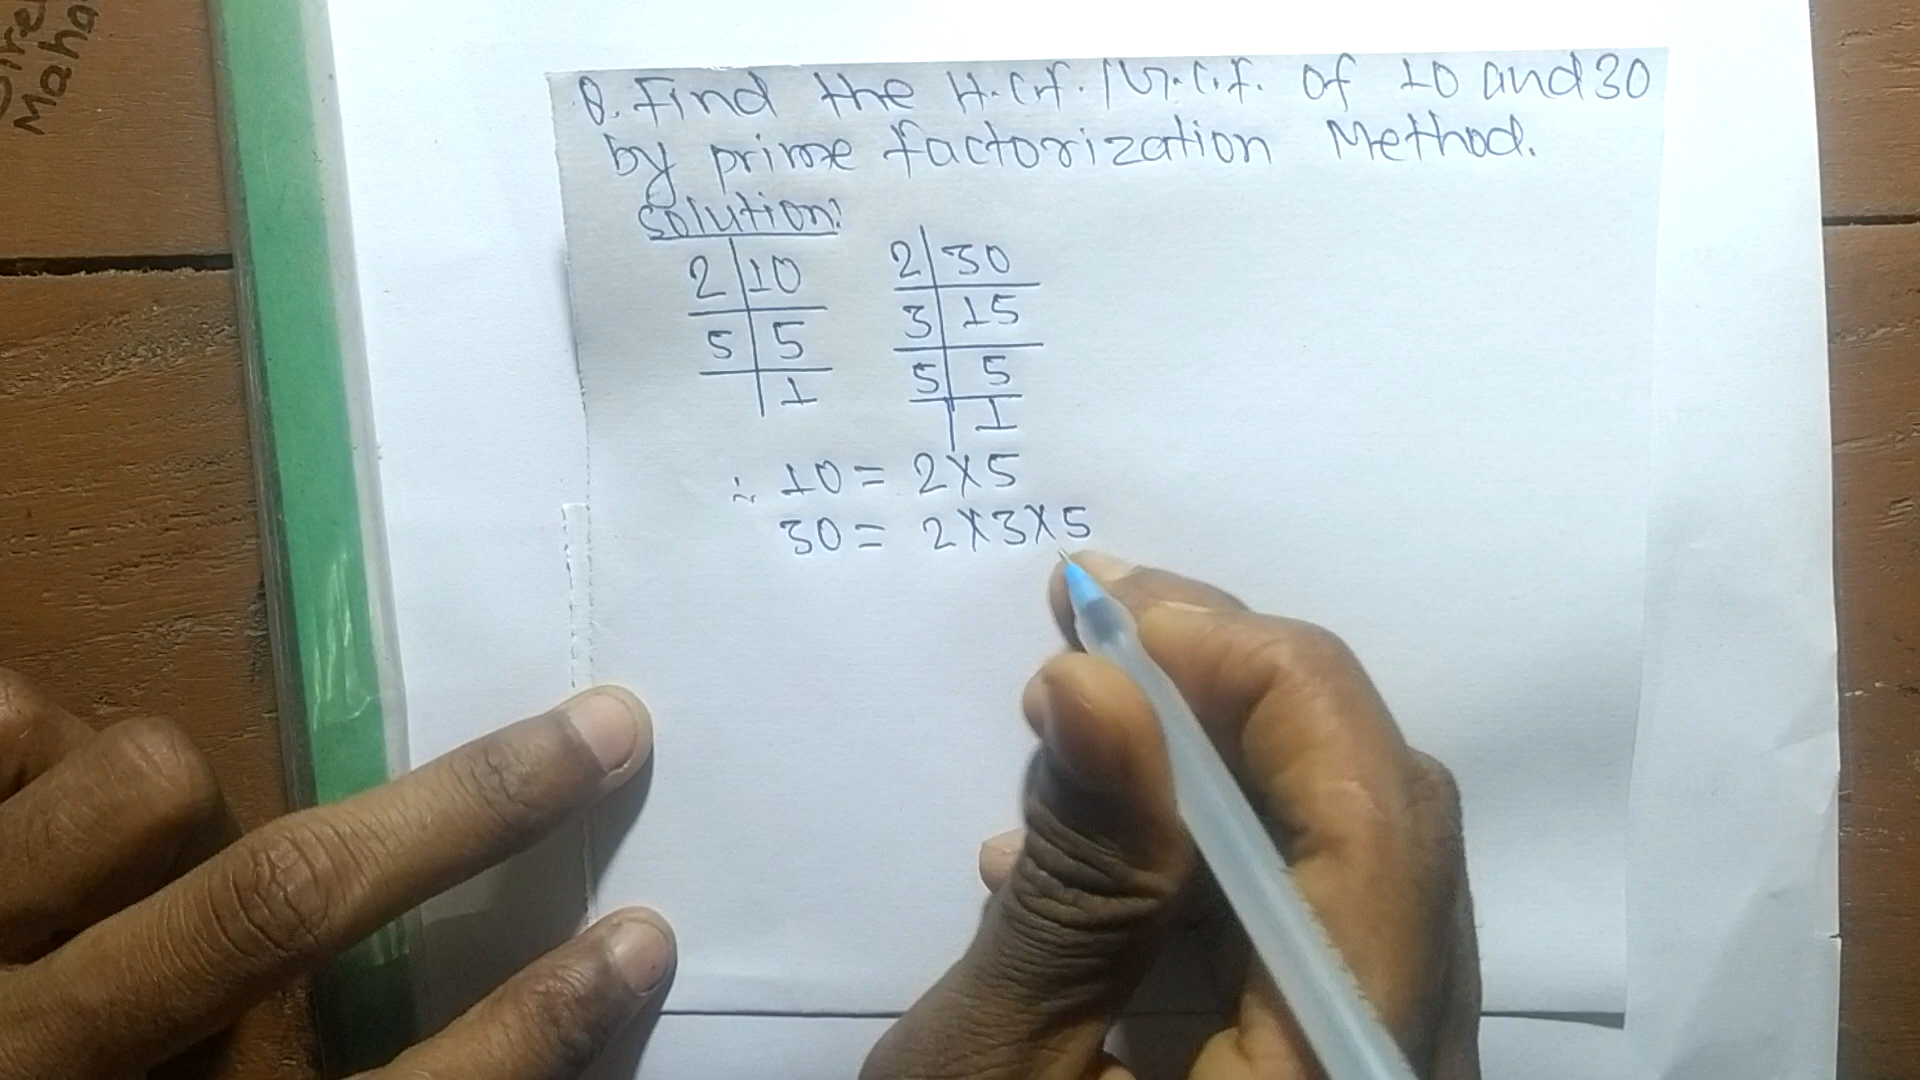 Q. Find the H.C.F. / G.C.F. of 10 and 30
by prime factorization Method.
Solution:
2 | 10
5 | 5
1
2 | 30
3 | 15
5 | 5
1
∴ 10 = 2×5
30 = 2×3×5
Maha